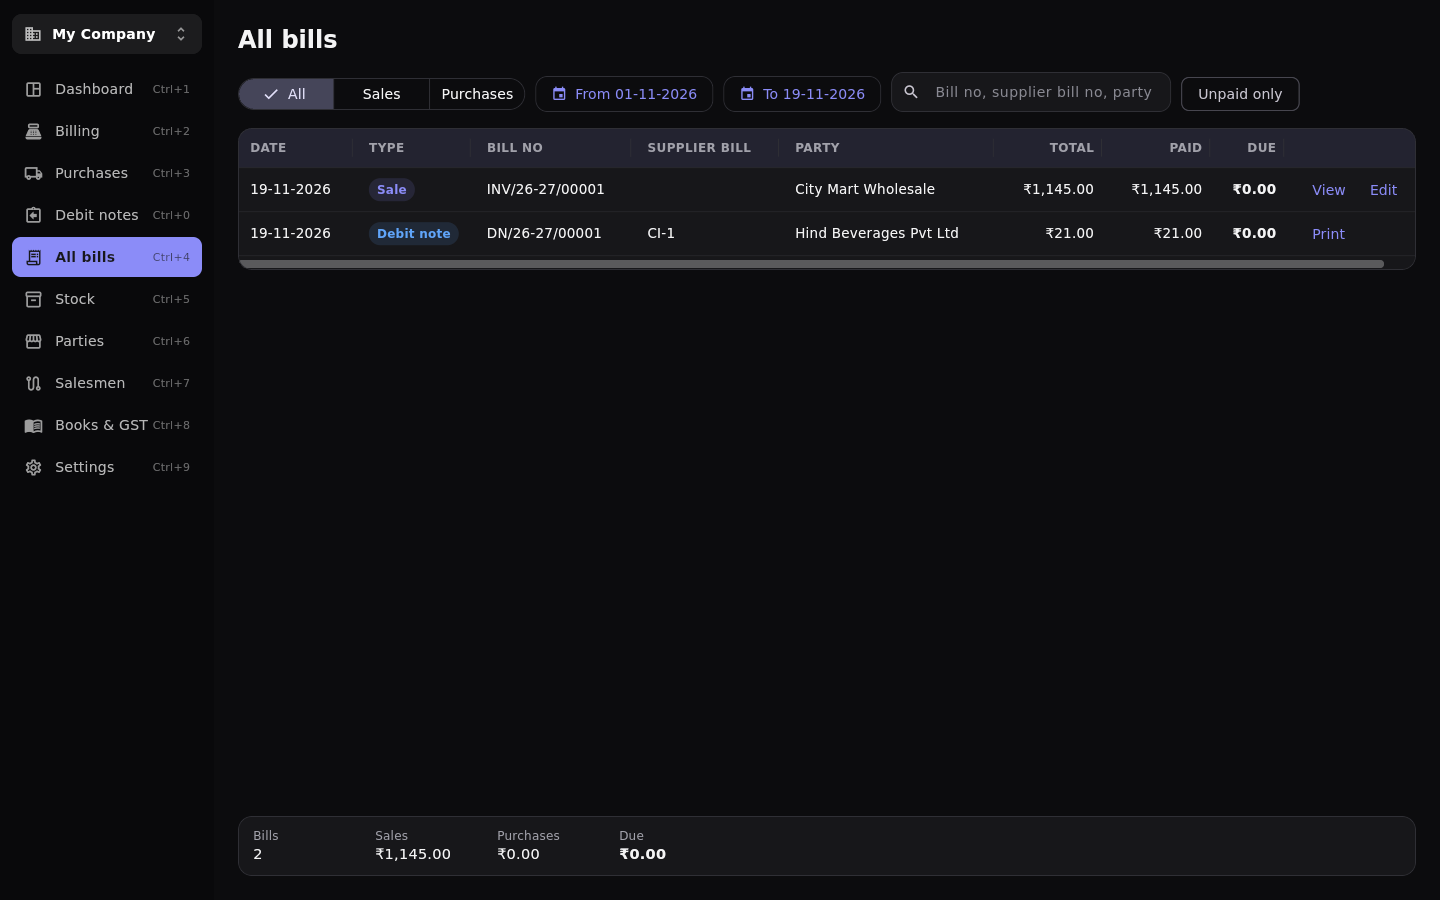 My Company
Dashboard Ctrl+1
Billing Ctrl+2
Purchases Ctrl+3
Debit notes Ctrl+0
All bills Ctrl+4
Stock Ctrl+5
Parties Ctrl+6
Salesmen Ctrl+7
Books & GST Ctrl+8
Settings Ctrl+9
All bills
All Sales Purchases From 01-11-2026 To 19-11-2026 Bill no, supplier bill no, party Unpaid only
DATE TYPE BILL NO SUPPLIER BILL PARTY TOTAL PAID DUE
19-11-2026 Sale INV/26-27/00001 City Mart Wholesale ₹1,145.00 ₹1,145.00 ₹0.00 View Edit
19-11-2026 Debit note DN/26-27/00001 CI-1 Hind Beverages Pvt Ltd ₹21.00 ₹21.00 ₹0.00 Print
Bills Sales Purchases Due
2 ₹1,145.00 ₹0.00 ₹0.00